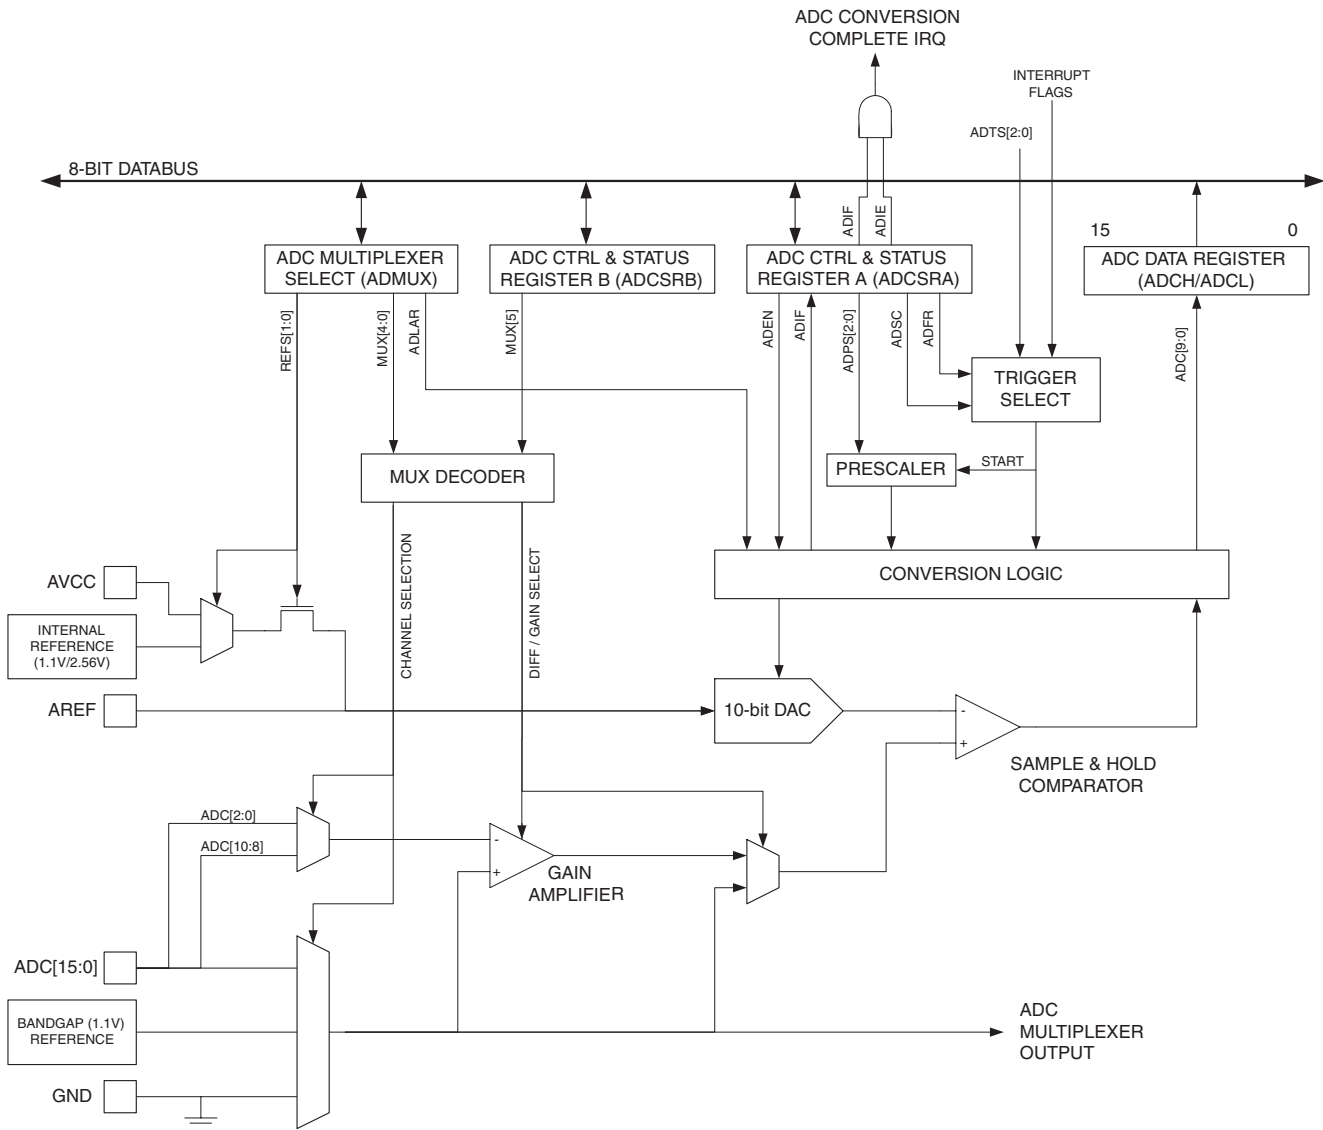 ADC CONVERSION
COMPLETE IRQ
INTERRUPT
FLAGS
ADTS[2:0]
8-BIT DATABUS
ADIF
ADIE
15
0
ADC MULTIPLEXER
SELECT (ADMUX)
ADC CTRL & STATUS
REGISTER B (ADCSRB)
ADC CTRL & STATUS
REGISTER A (ADCSRA)
ADC DATA REGISTER
(ADCH/ADCL)
REFS[1:0]
MUX[4:0]
ADLAR
MUX[5]
ADEN
ADIF
ADPS[2:0]
ADSC
ADFR
ADC[9:0]
TRIGGER
SELECT
MUX DECODER
PRESCALER
START
CHANNEL SELECTION
DIFF / GAIN SELECT
CONVERSION LOGIC
AVCC
INTERNAL
REFERENCE
(1.1V/2.56V)
AREF
10-bit DAC
-
+
SAMPLE & HOLD
COMPARATOR
ADC[2:0]
ADC[10:8]
-
+
GAIN
AMPLIFIER
ADC[15:0]
BANDGAP (1.1V)
REFERENCE
ADC
MULTIPLEXER
OUTPUT
GND